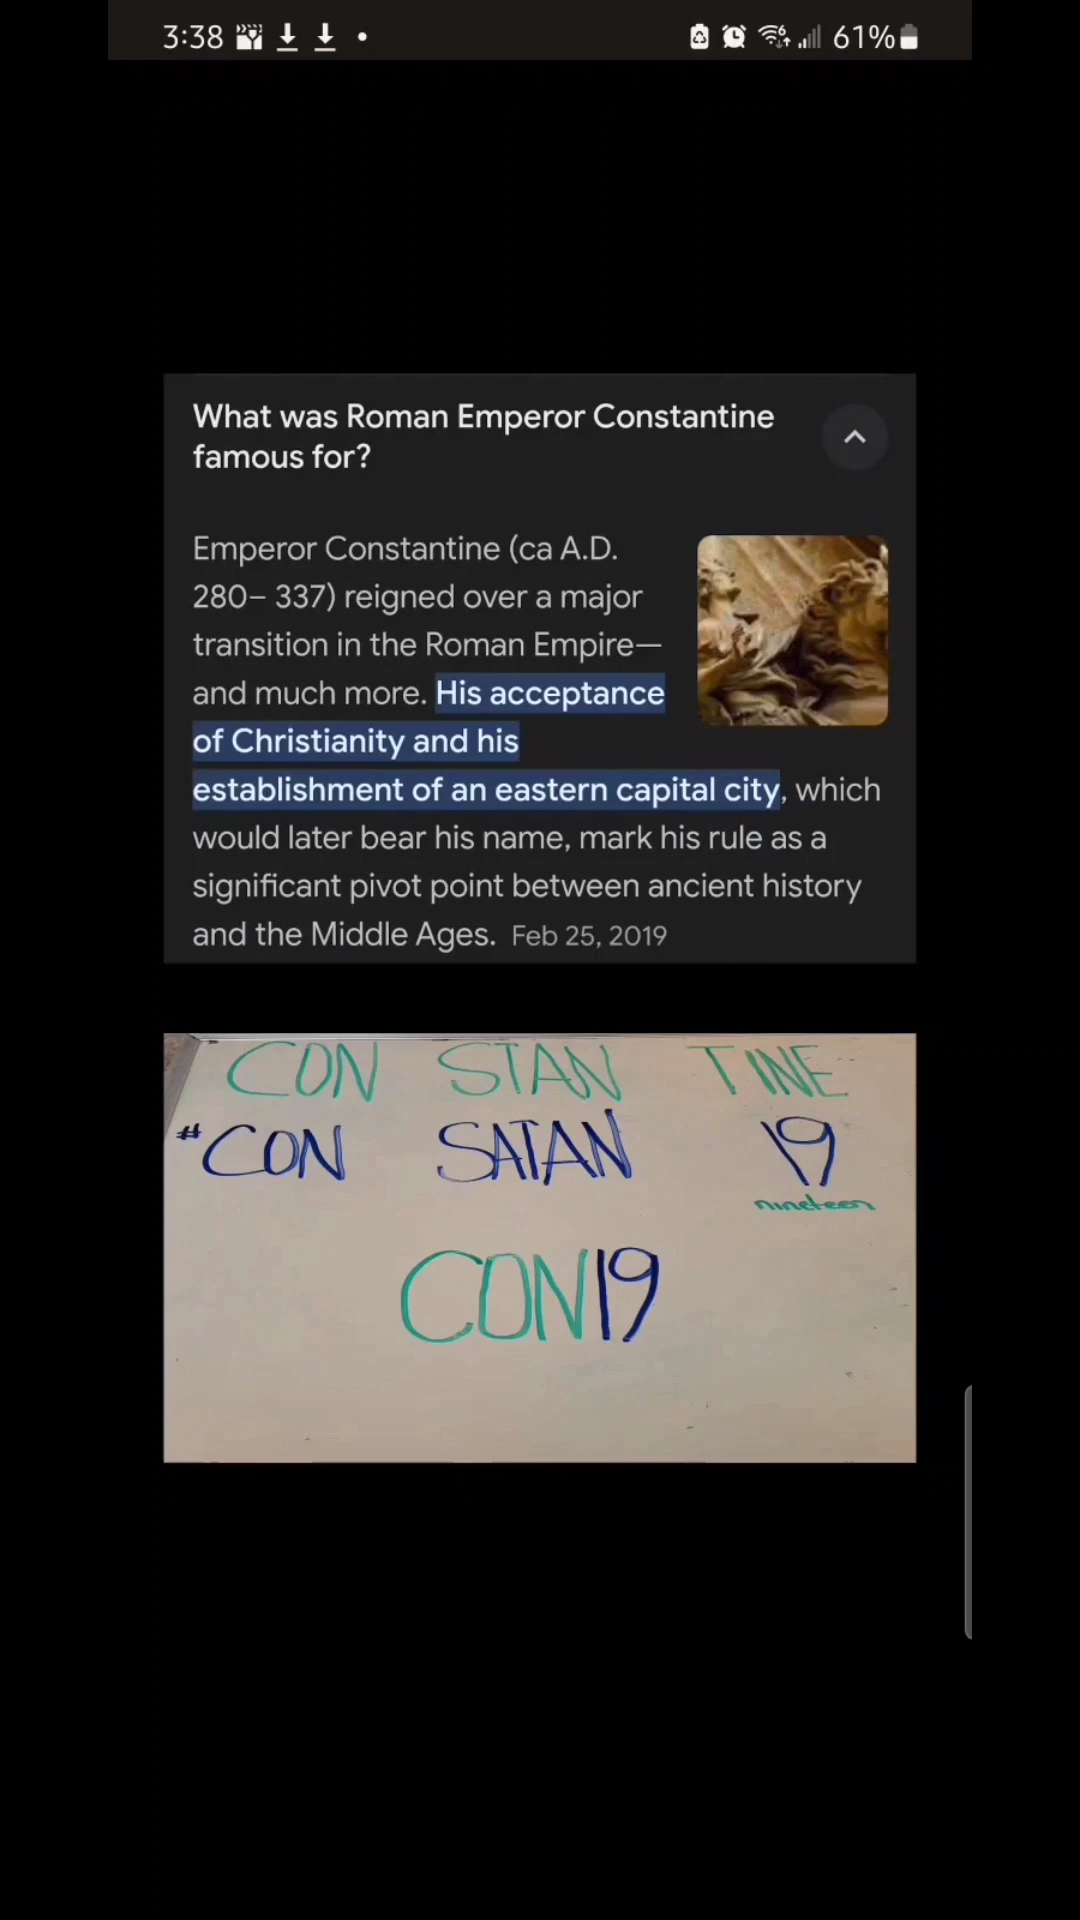 3:38 61%
What was Roman Emperor Constantine
famous for?
Emperor Constantine (ca A.D.
280– 337) reigned over a major
transition in the Roman Empire—
and much more. His acceptance
of Christianity and his
establishment of an eastern capital city, which
would later bear his name, mark his rule as a
significant pivot point between ancient history
and the Middle Ages. Feb 25, 2019
CON STAN TINE
#CON SATAN 19
nineteen
CON19